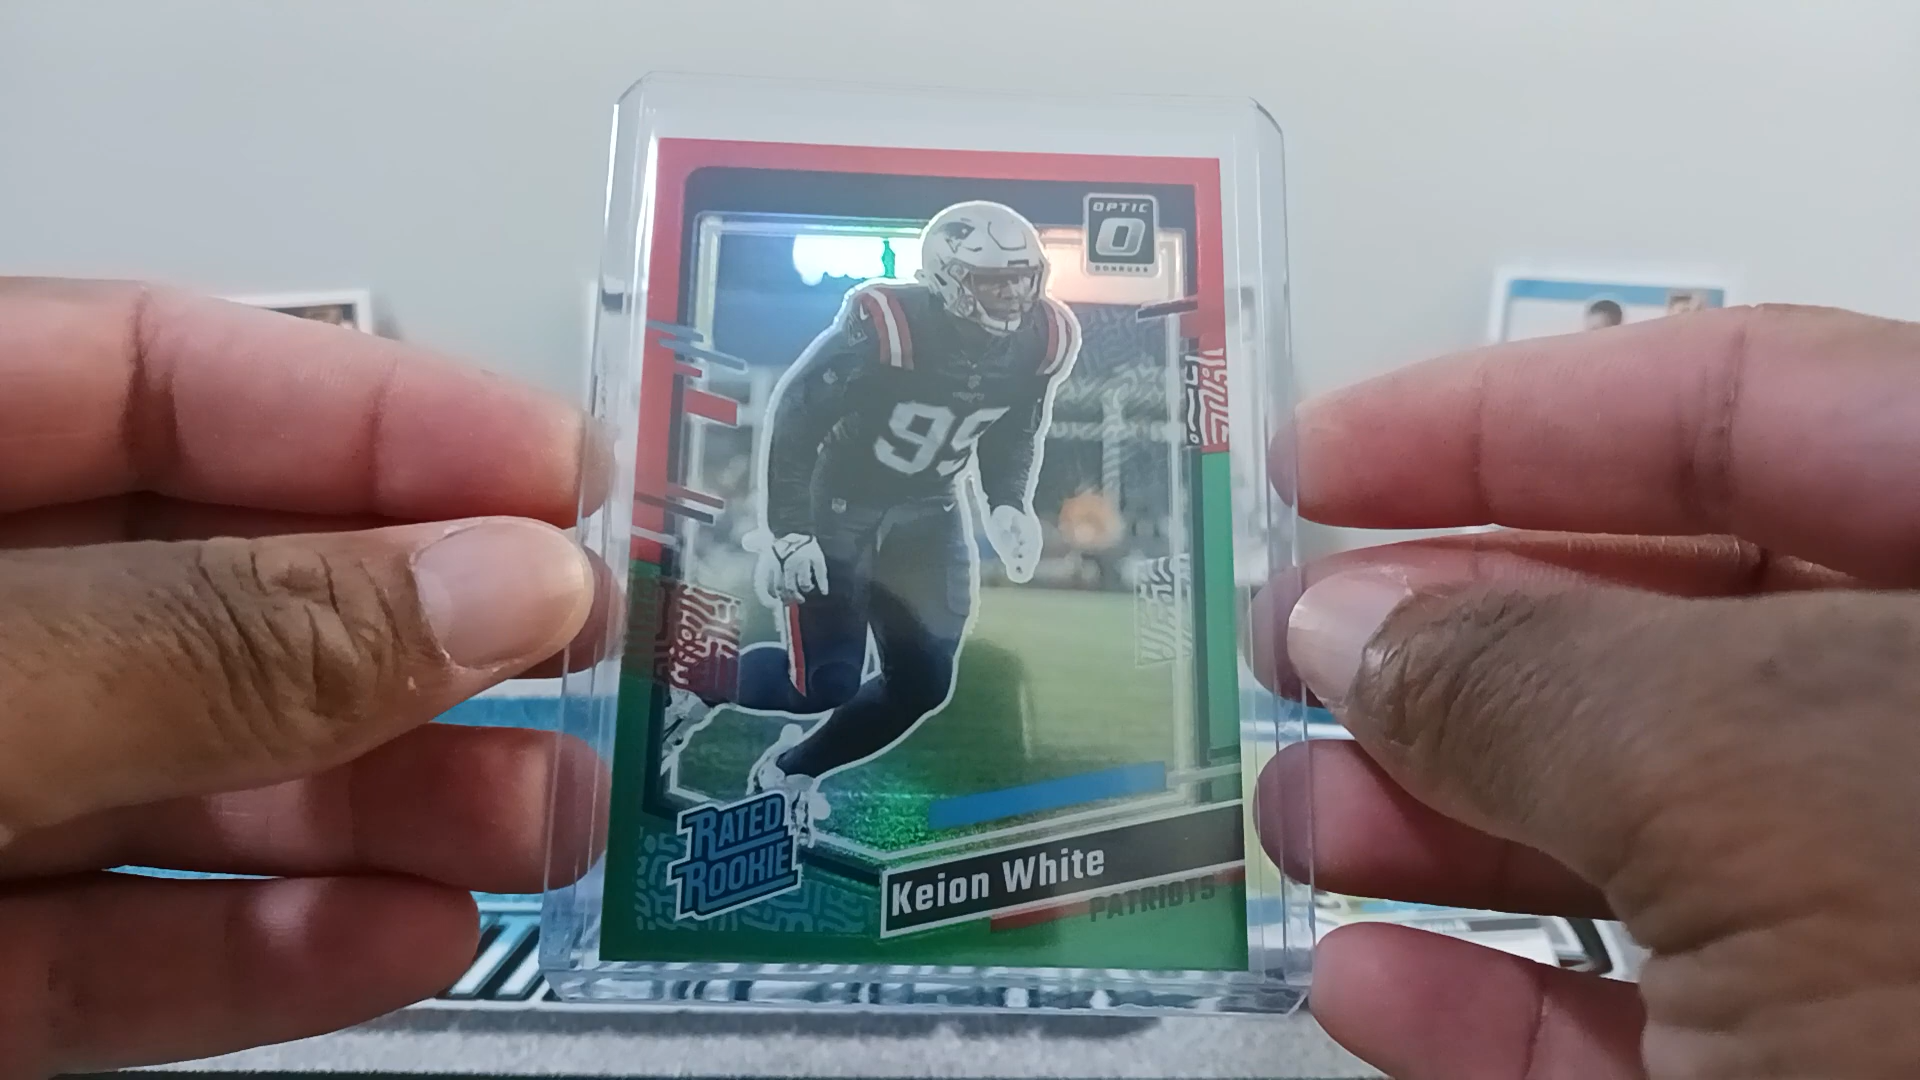 OPTIC
O
DONRUSS
99
RATED
ROOKIE
Keion White
PATRIOTS